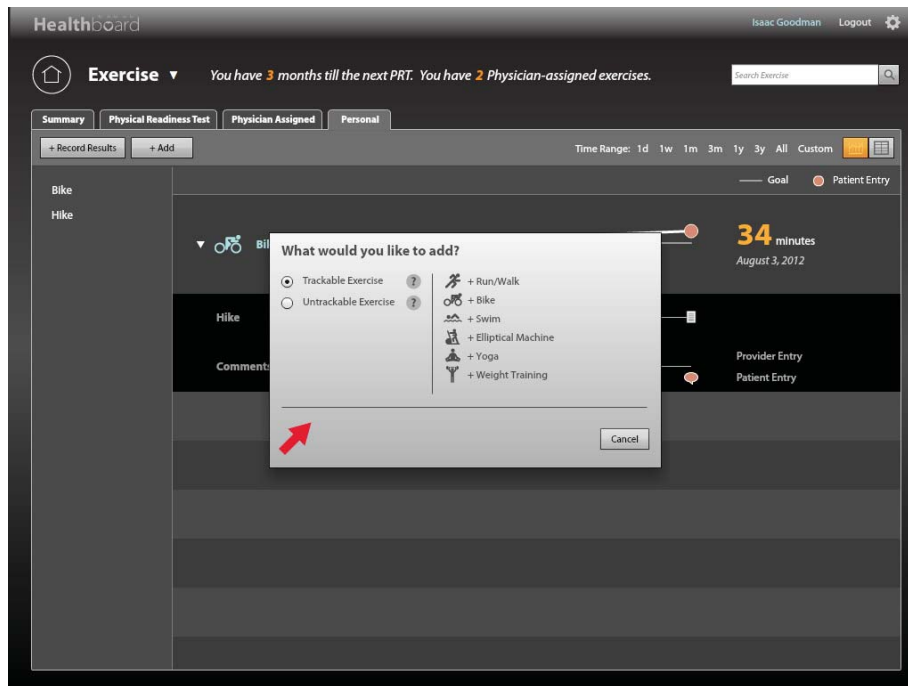 Healthboard
Isaac Goodman Logout
Exercise ▼ You have 3 months till the next PRT. You have 2 Physician-assigned exercises.
Search Exercise
Summary Physical Readiness Test Physician Assigned Personal
+ Record Results + Add
Time Range: 1d 1w 1m 3m 1y 3y All Custom
Goal Patient Entry
Bike
Hike
34 minutes
August 3, 2012
What would you like to add?
Trackable Exercise ?
Untrackable Exercise ?
+ Run/Walk
+ Bike
+ Swim
+ Elliptical Machine
+ Yoga
+ Weight Training
Cancel
Hike
Provider Entry
Patient Entry